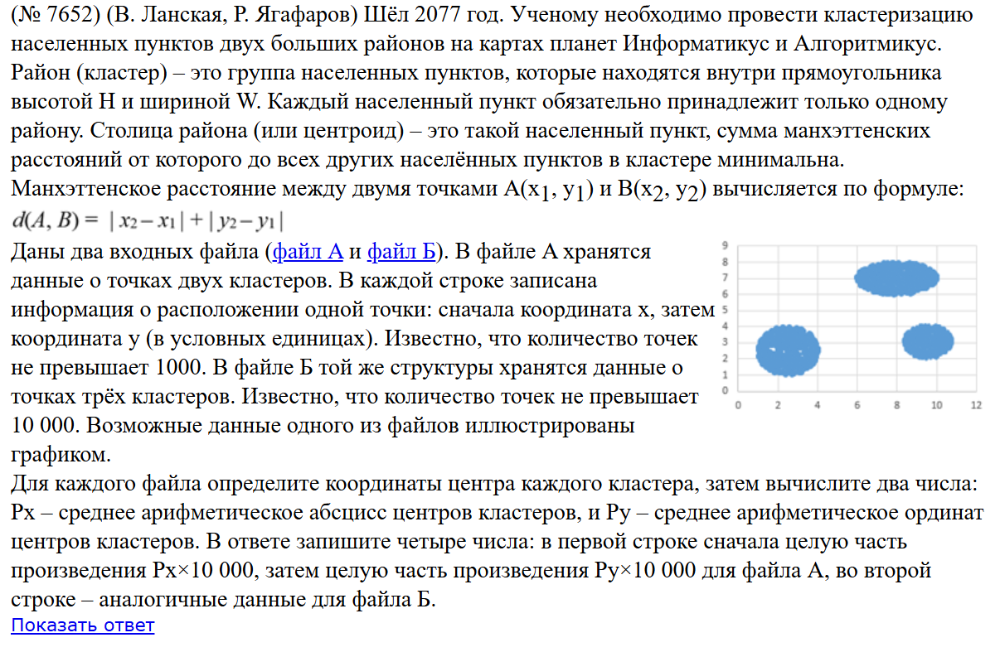 (№ 7652) (В. Ланская, Р. Ягафаров) Шёл 2077 год. Ученому необходимо провести кластеризацию
населенных пунктов двух больших районов на картах планет Информатикус и Алгоритмикус.
Район (кластер) – это группа населенных пунктов, которые находятся внутри прямоугольника
высотой H и шириной W. Каждый населенный пункт обязательно принадлежит только одному
району. Столица района (или центроид) – это такой населенный пункт, сумма манхэттенских
расстояний от которого до всех других населённых пунктов в кластере минимальна.
Манхэттенское расстояние между двумя точками A(x1, y1) и B(x2, y2) вычисляется по формуле:
d(A, B) = | x2 – x1 | + | y2 – y1 |
Даны два входных файла (файл А и файл Б). В файле А хранятся
данные о точках двух кластеров. В каждой строке записана
информация о расположении одной точки: сначала координата x, затем
координата y (в условных единицах). Известно, что количество точек
не превышает 1000. В файле Б той же структуры хранятся данные о
точках трёх кластеров. Известно, что количество точек не превышает
10 000. Возможные данные одного из файлов иллюстрированы
графиком.
9
8
7
6
5
4
3
2
1
0
0 2 4 6 8 10 12
Для каждого файла определите координаты центра каждого кластера, затем вычислите два числа:
Px – среднее арифметическое абсцисс центров кластеров, и Py – среднее арифметическое ординат
центров кластеров. В ответе запишите четыре числа: в первой строке сначала целую часть
произведения Px×10 000, затем целую часть произведения Py×10 000 для файла А, во второй
строке – аналогичные данные для файла Б.
Показать ответ